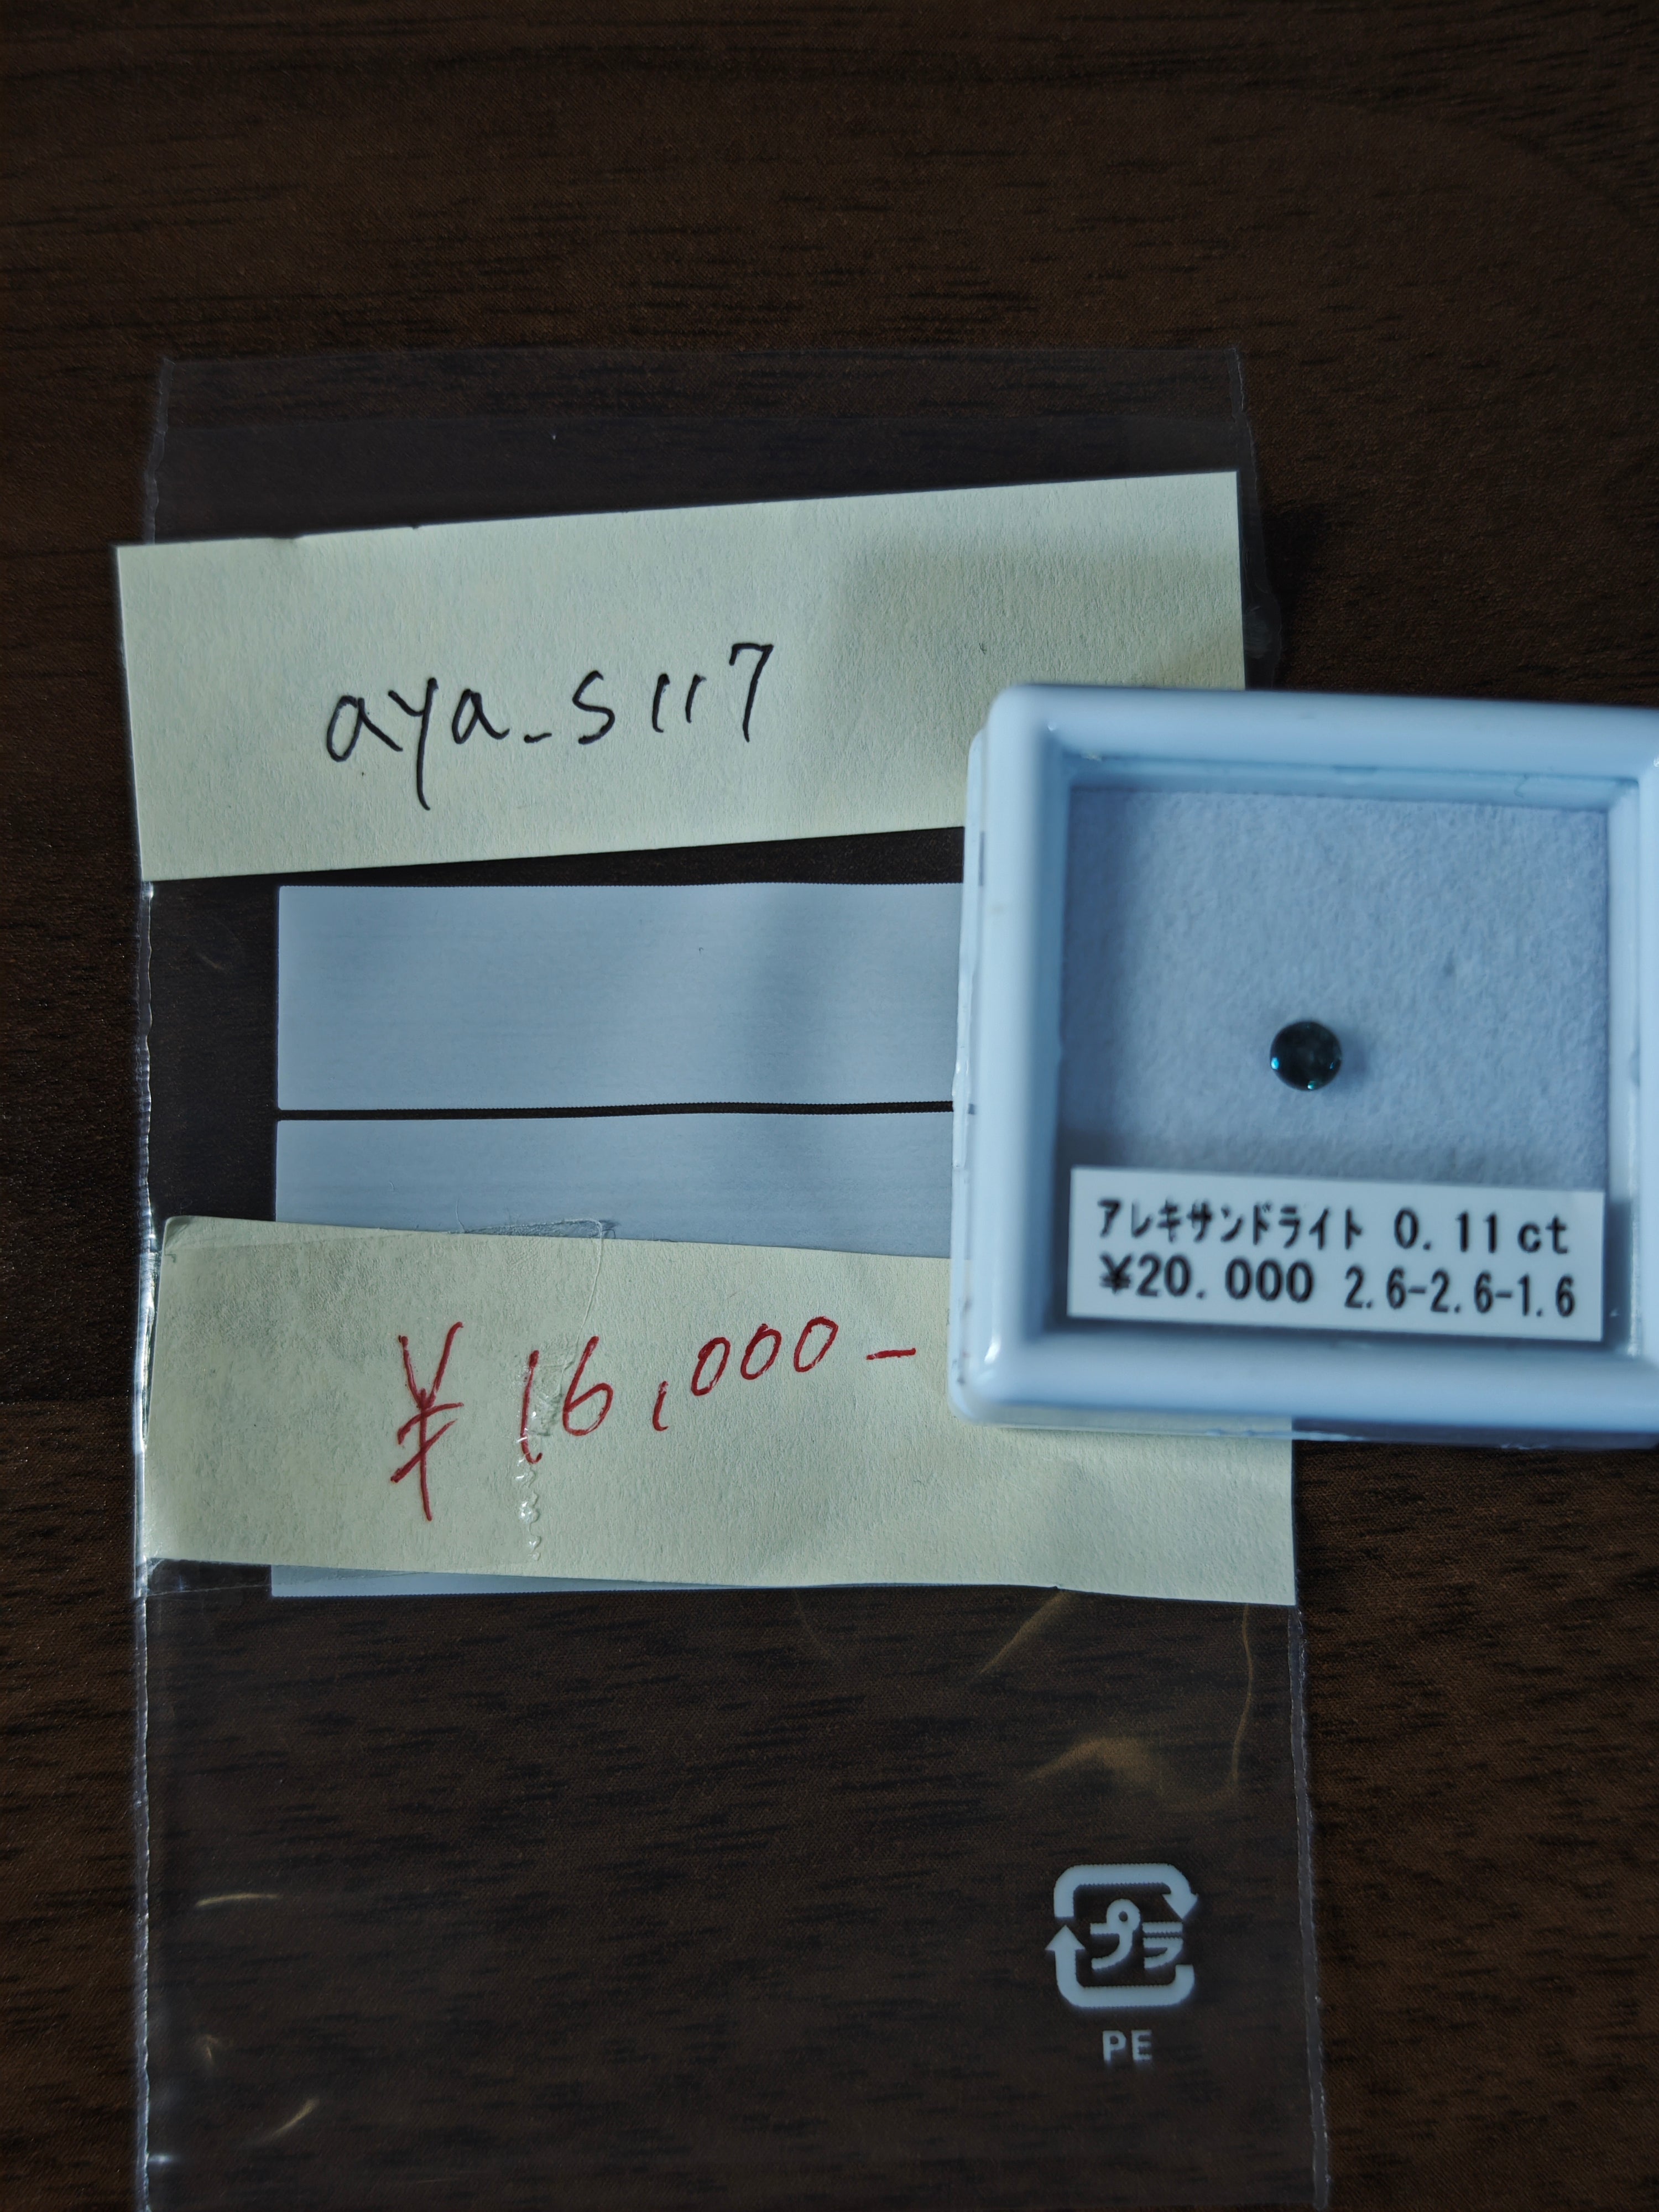 aya_s117
アレキサンドライト 0.11ct
¥20.000 2.6-2.6-1.6
¥16,000-
プラ
PE